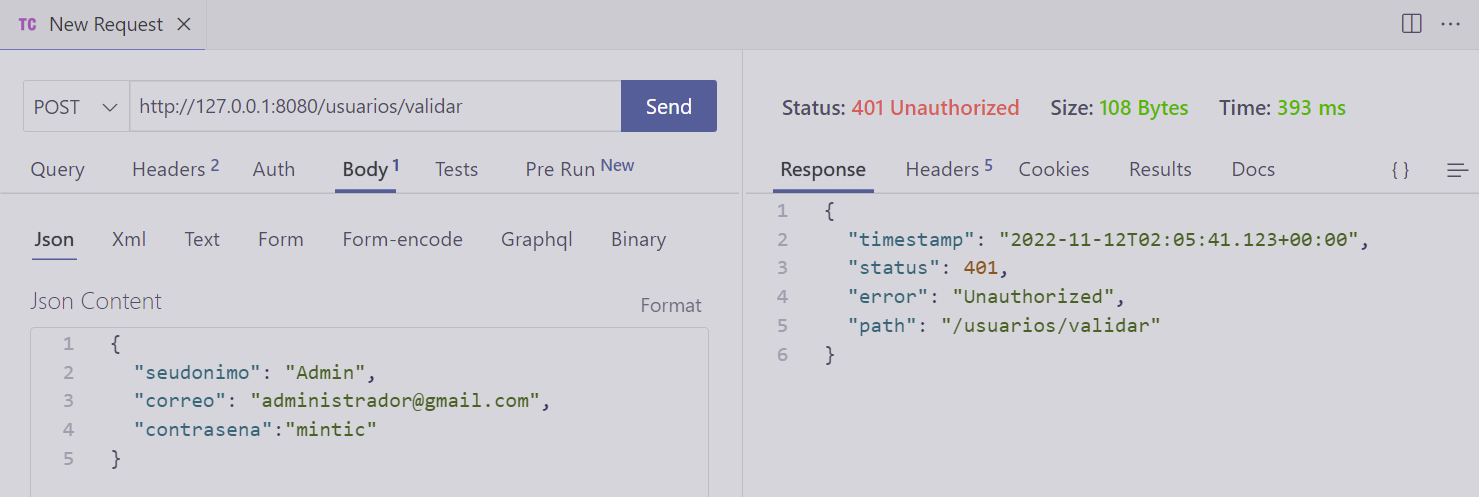 TC New Request
POST http://127.0.0.1:8080/usuarios/validar Send
Query Headers 2 Auth Body 1 Tests Pre Run New
Json Xml Text Form Form-encode Graphql Binary
Json Content Format
1 {
2 "seudonimo": "Admin",
3 "correo": "administrador@gmail.com",
4 "contrasena":"mintic"
5 }
Status: 401 Unauthorized Size: 108 Bytes Time: 393 ms
Response Headers 5 Cookies Results Docs { }
1 {
2 "timestamp": "2022-11-12T02:05:41.123+00:00",
3 "status": 401,
4 "error": "Unauthorized",
5 "path": "/usuarios/validar"
6 }